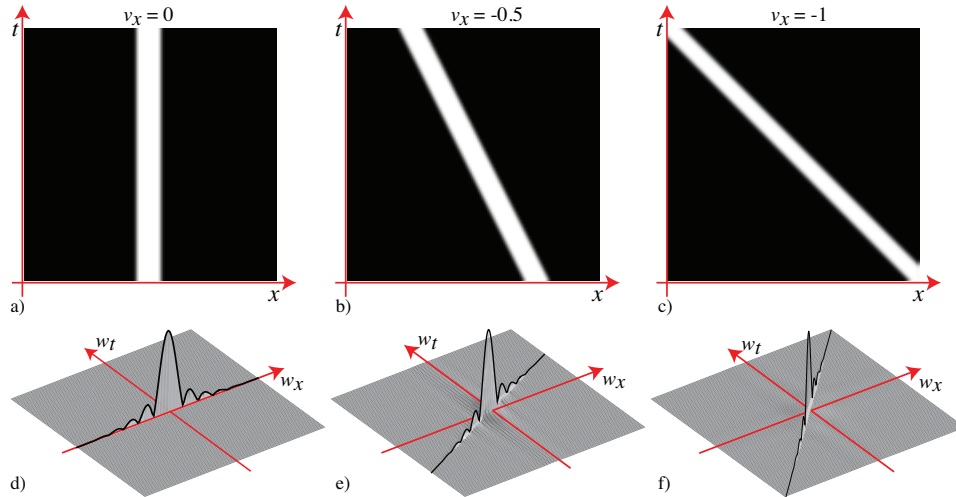 v_x = 0
v_x = -0.5
v_x = -1
t
t
t
x
x
x
a)
b)
c)
w_t
w_t
w_t
w_x
w_x
w_x
d)
e)
f)